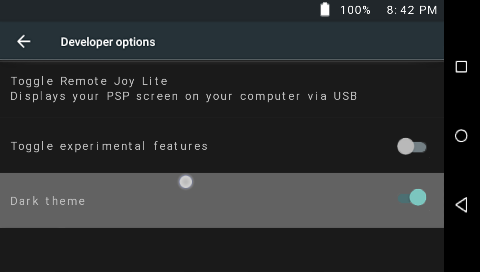 100% 8:42 PM
Developer options
Toggle Remote Joy Lite
Displays your PSP screen on your computer via USB
Toggle experimental features
Dark theme